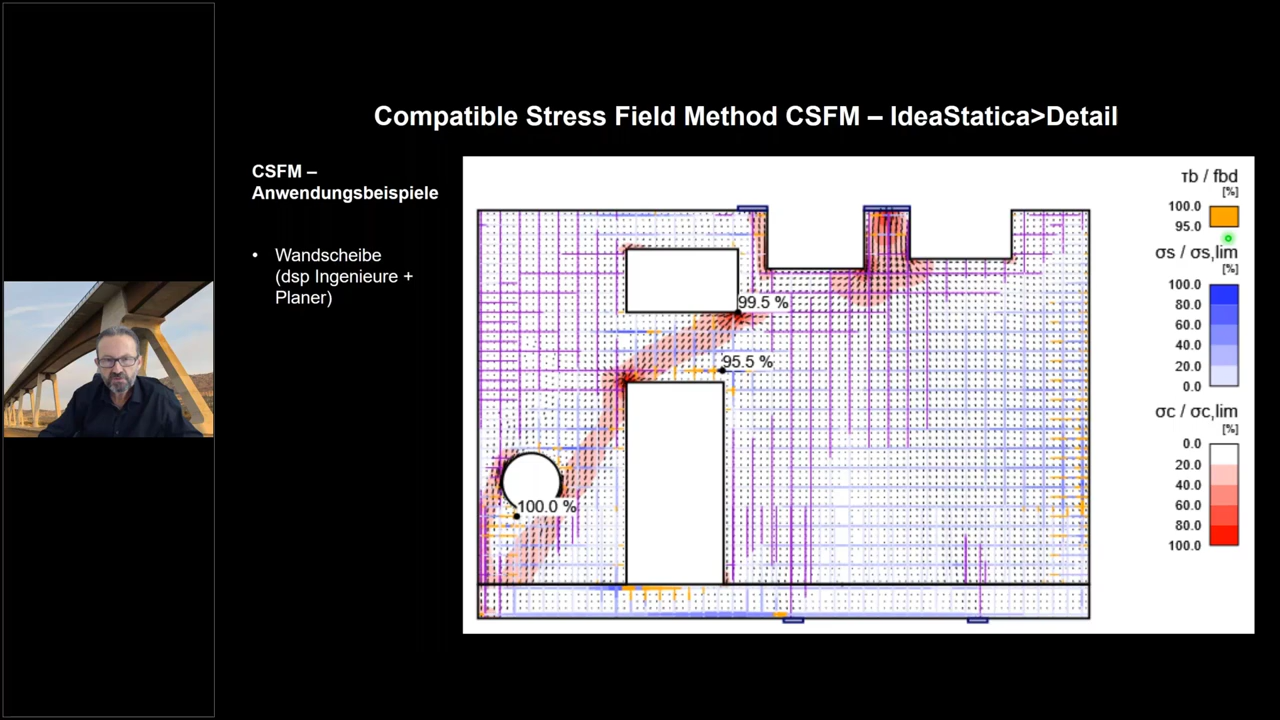 Compatible Stress Field Method CSFM – IdeaStatica>Detail
CSFM –
Anwendungsbeispiele
• Wandscheibe
(dsp Ingenieure +
Planer)
99.5 %
95.5 %
100.0 %
τb / fbd
[%]
100.0
95.0
σs / σs,lim
[%]
100.0
80.0
60.0
40.0
20.0
0.0
σc / σc,lim
[%]
0.0
20.0
40.0
60.0
80.0
100.0